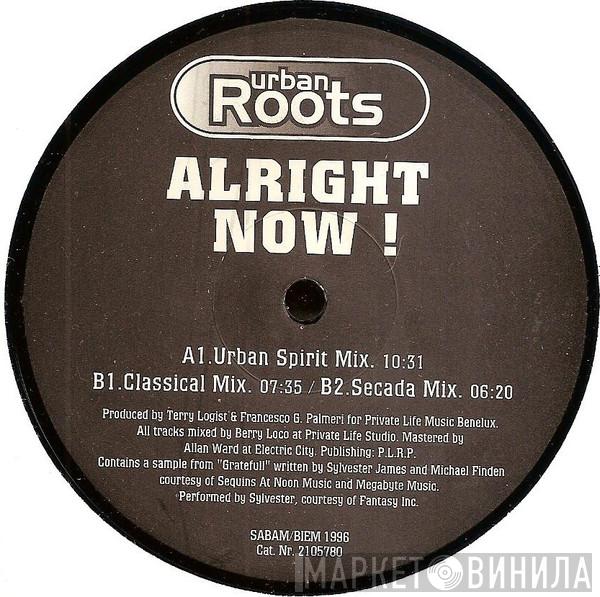 urban
Roots
ALRIGHT
NOW !
A1.Urban Spirit Mix. 10:31
B1.Classical Mix. 07:35 / B2.Secada Mix. 06:20
Produced by Terry Logist & Francesco G. Palmeri for Private Life Music Benelux.
All tracks mixed by Berry Loco at Private Life Studio. Mastered by
Allan Ward at Electric City. Publishing: P.L.R.P.
Contains a sample from "Gratefull" written by Sylvester James and Michael Finden
courtesy of Sequins At Noon Music and Megabyte Music.
Performed by Sylvester, courtesy of Fantasy Inc.
SABAM/BIEM 1996
Cat. Nr. 2105780
МАРКЕТ ВИНИЛА